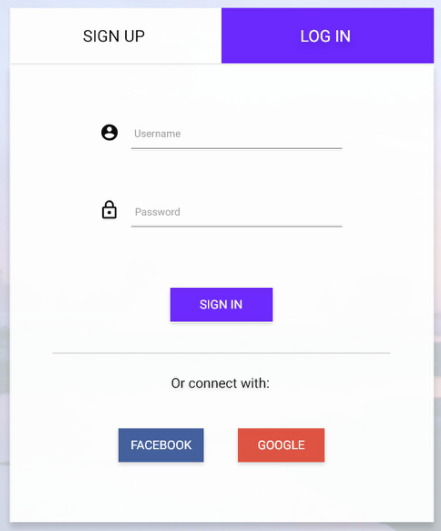 SIGN UP LOG IN
Username
Password
SIGN IN
Or connect with:
FACEBOOK GOOGLE